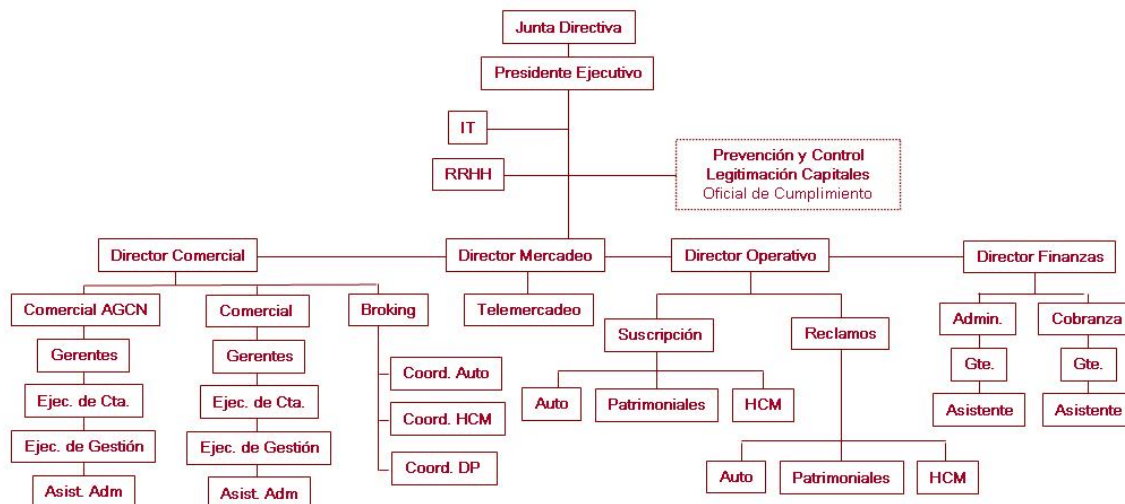 Junta Directiva
Presidente Ejecutivo
IT
RRHH
Prevención y Control
Legitimación Capitales
Oficial de Cumplimiento
Director Comercial
Director Mercadeo
Director Operativo
Director Finanzas
Comercial AGCN
Comercial
Broking
Telemercadeo
Suscripción
Reclamos
Admin.
Cobranza
Gerentes
Gerentes
Coord. Auto
Gte.
Gte.
Ejec. de Cta.
Ejec. de Cta.
Coord. HCM
Auto
Patrimoniales
HCM
Asistente
Asistente
Ejec. de Gestión
Ejec. de Gestión
Coord. DP
Auto
Patrimoniales
HCM
Asist. Adm
Asist. Adm